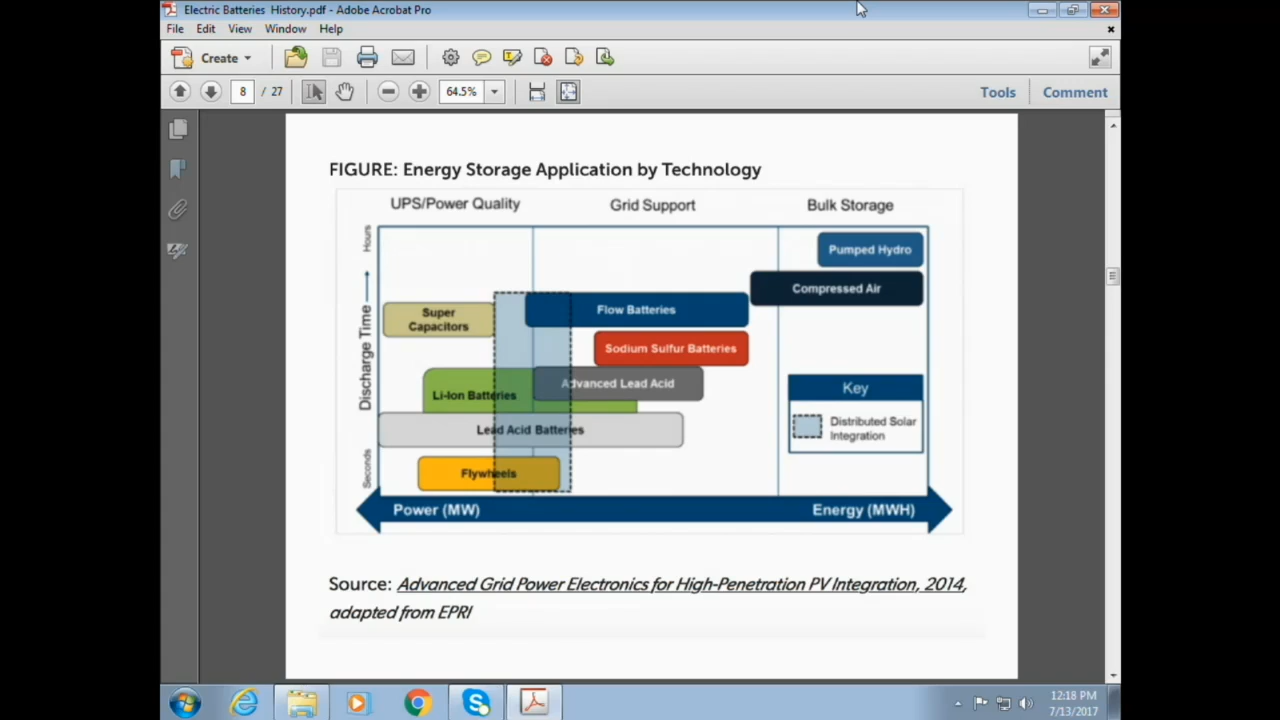 Electric Batteries History.pdf - Adobe Acrobat Pro
File Edit View Window Help
Create
8 / 27
64.5%
Tools
Comment
FIGURE: Energy Storage Application by Technology
UPS/Power Quality
Grid Support
Bulk Storage
Hours
Discharge Time
Seconds
Pumped Hydro
Compressed Air
Flow Batteries
Super
Capacitors
Sodium Sulfur Batteries
Advanced Lead Acid
Li-Ion Batteries
Lead Acid Batteries
Flywheels
Key
Distributed Solar
Integration
Power (MW)
Energy (MWH)
Source: Advanced Grid Power Electronics for High-Penetration PV Integration, 2014,
adapted from EPRI
12:18 PM
7/13/2017